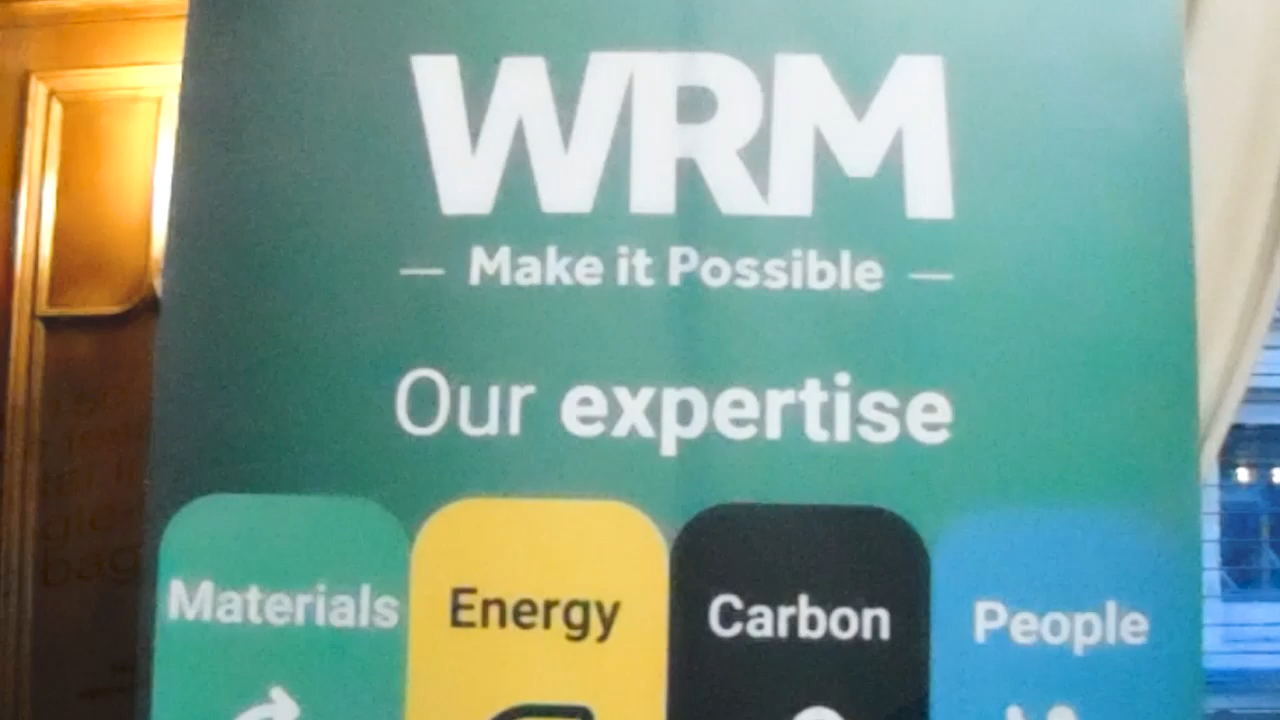 WRM
— Make it Possible —
Our expertise
Materials
Energy
Carbon
People